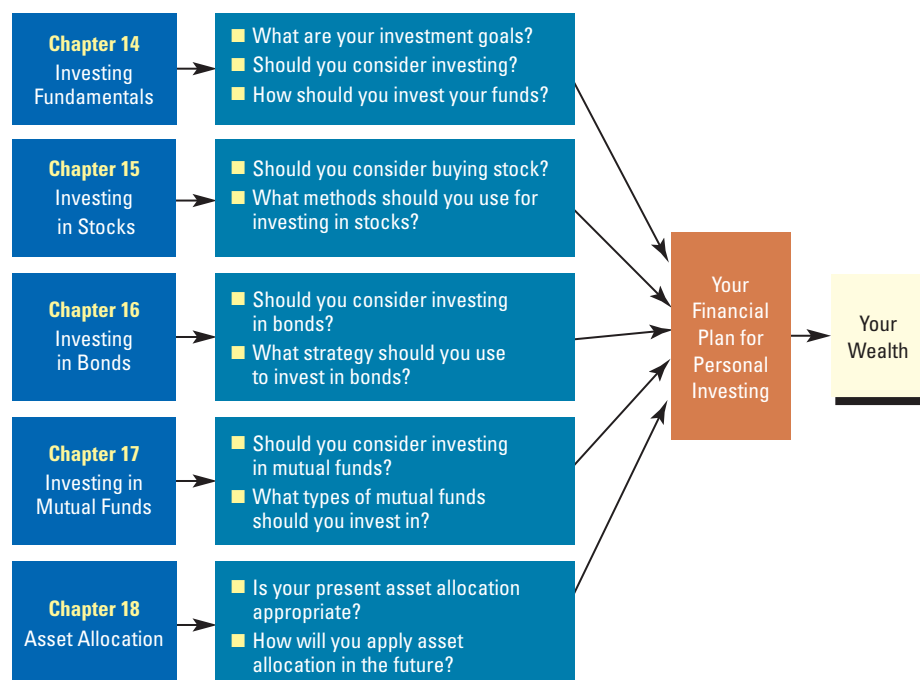 Chapter 14
Investing
Fundamentals
■ What are your investment goals?
■ Should you consider investing?
■ How should you invest your funds?
Chapter 15
Investing
in Stocks
■ Should you consider buying stock?
■ What methods should you use for
investing in stocks?
Chapter 16
Investing
in Bonds
■ Should you consider investing
in bonds?
■ What strategy should you use
to invest in bonds?
Chapter 17
Investing in
Mutual Funds
■ Should you consider investing
in mutual funds?
■ What types of mutual funds
should you invest in?
Chapter 18
Asset Allocation
■ Is your present asset allocation
appropriate?
■ How will you apply asset
allocation in the future?
Your
Financial
Plan for
Personal
Investing
Your
Wealth